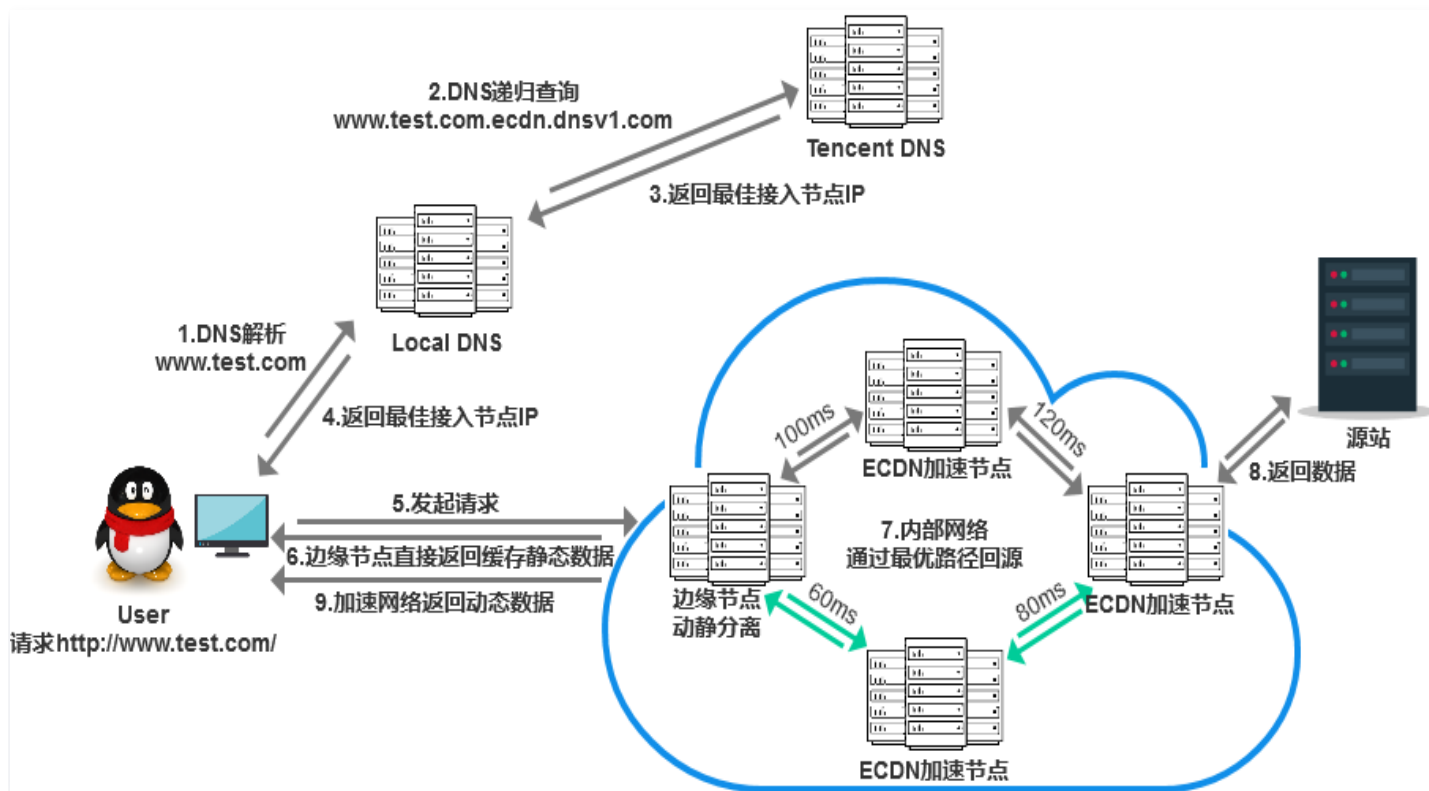 2.DNS递归查询
www.test.com.ecdn.dnsv1.com
Tencent DNS
3.返回最佳接入节点IP
1.DNS解析
www.test.com
Local DNS
4.返回最佳接入节点IP
100ms
120ms
ECDN加速节点
源站
8.返回数据
5.发起请求
7.内部网络
通过最优路径回源
6.边缘节点直接返回缓存静态数据
9.加速网络返回动态数据
边缘节点
动静分离
60ms
80ms
ECDN加速节点
User
请求http://www.test.com/
ECDN加速节点